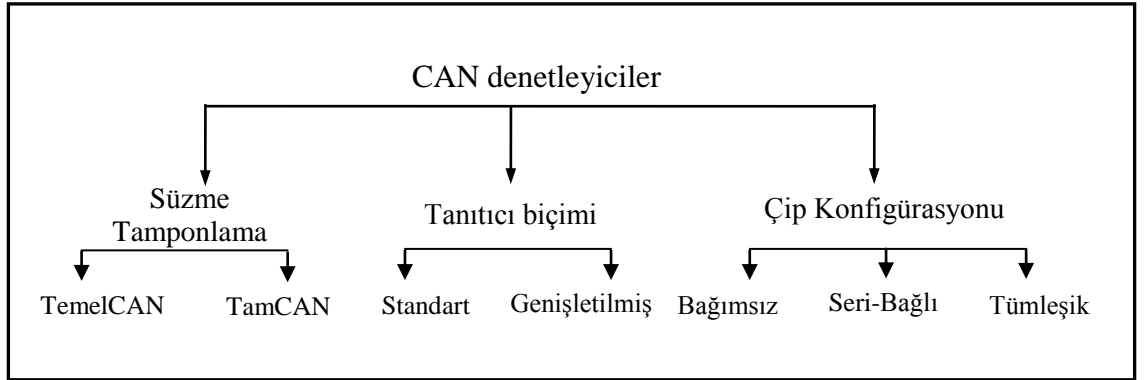 CAN denetleyiciler
Süzme
Tamponlama
Tanıtıcı biçimi
Çip Konfigürasyonu
TemelCAN
TamCAN
Standart
Genişletilmiş
Bağımsız
Seri-Bağlı
Tümleşik